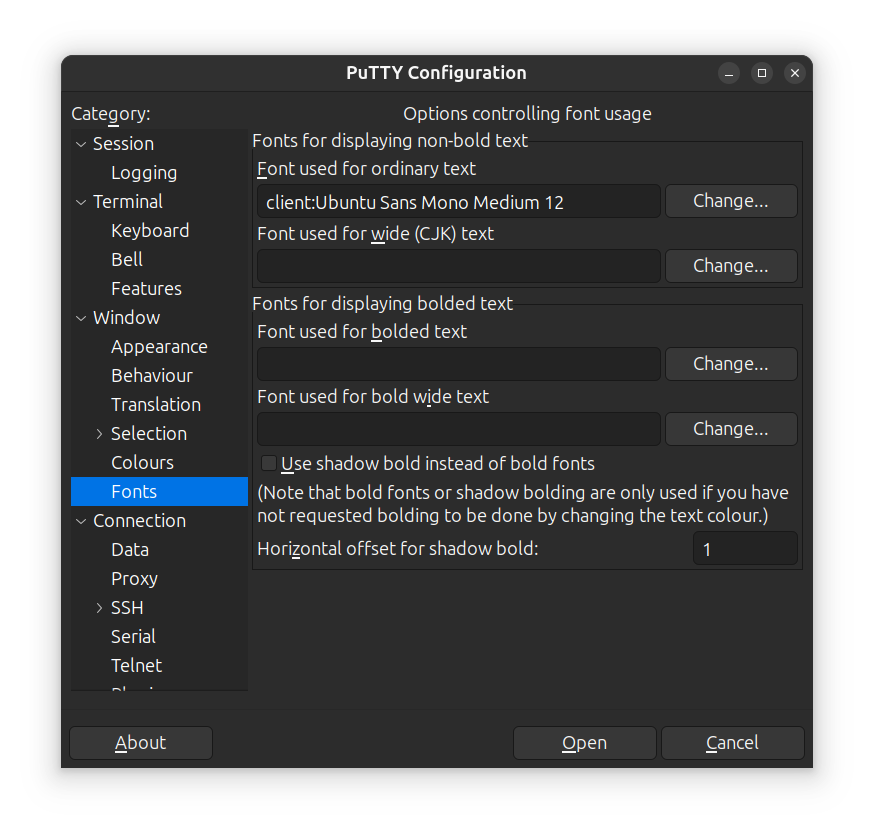 PuTTY Configuration
Category:
Options controlling font usage
Session
Logging
Terminal
Keyboard
Bell
Features
Window
Appearance
Behaviour
Translation
Selection
Colours
Fonts
Connection
Data
Proxy
SSH
Serial
Telnet
Fonts for displaying non-bold text
Font used for ordinary text
client:Ubuntu Sans Mono Medium 12
Change...
Font used for wide (CJK) text
Change...
Fonts for displaying bolded text
Font used for bolded text
Change...
Font used for bold wide text
Change...
Use shadow bold instead of bold fonts
(Note that bold fonts or shadow bolding are only used if you have
not requested bolding to be done by changing the text colour.)
Horizontal offset for shadow bold:
1
About
Open
Cancel